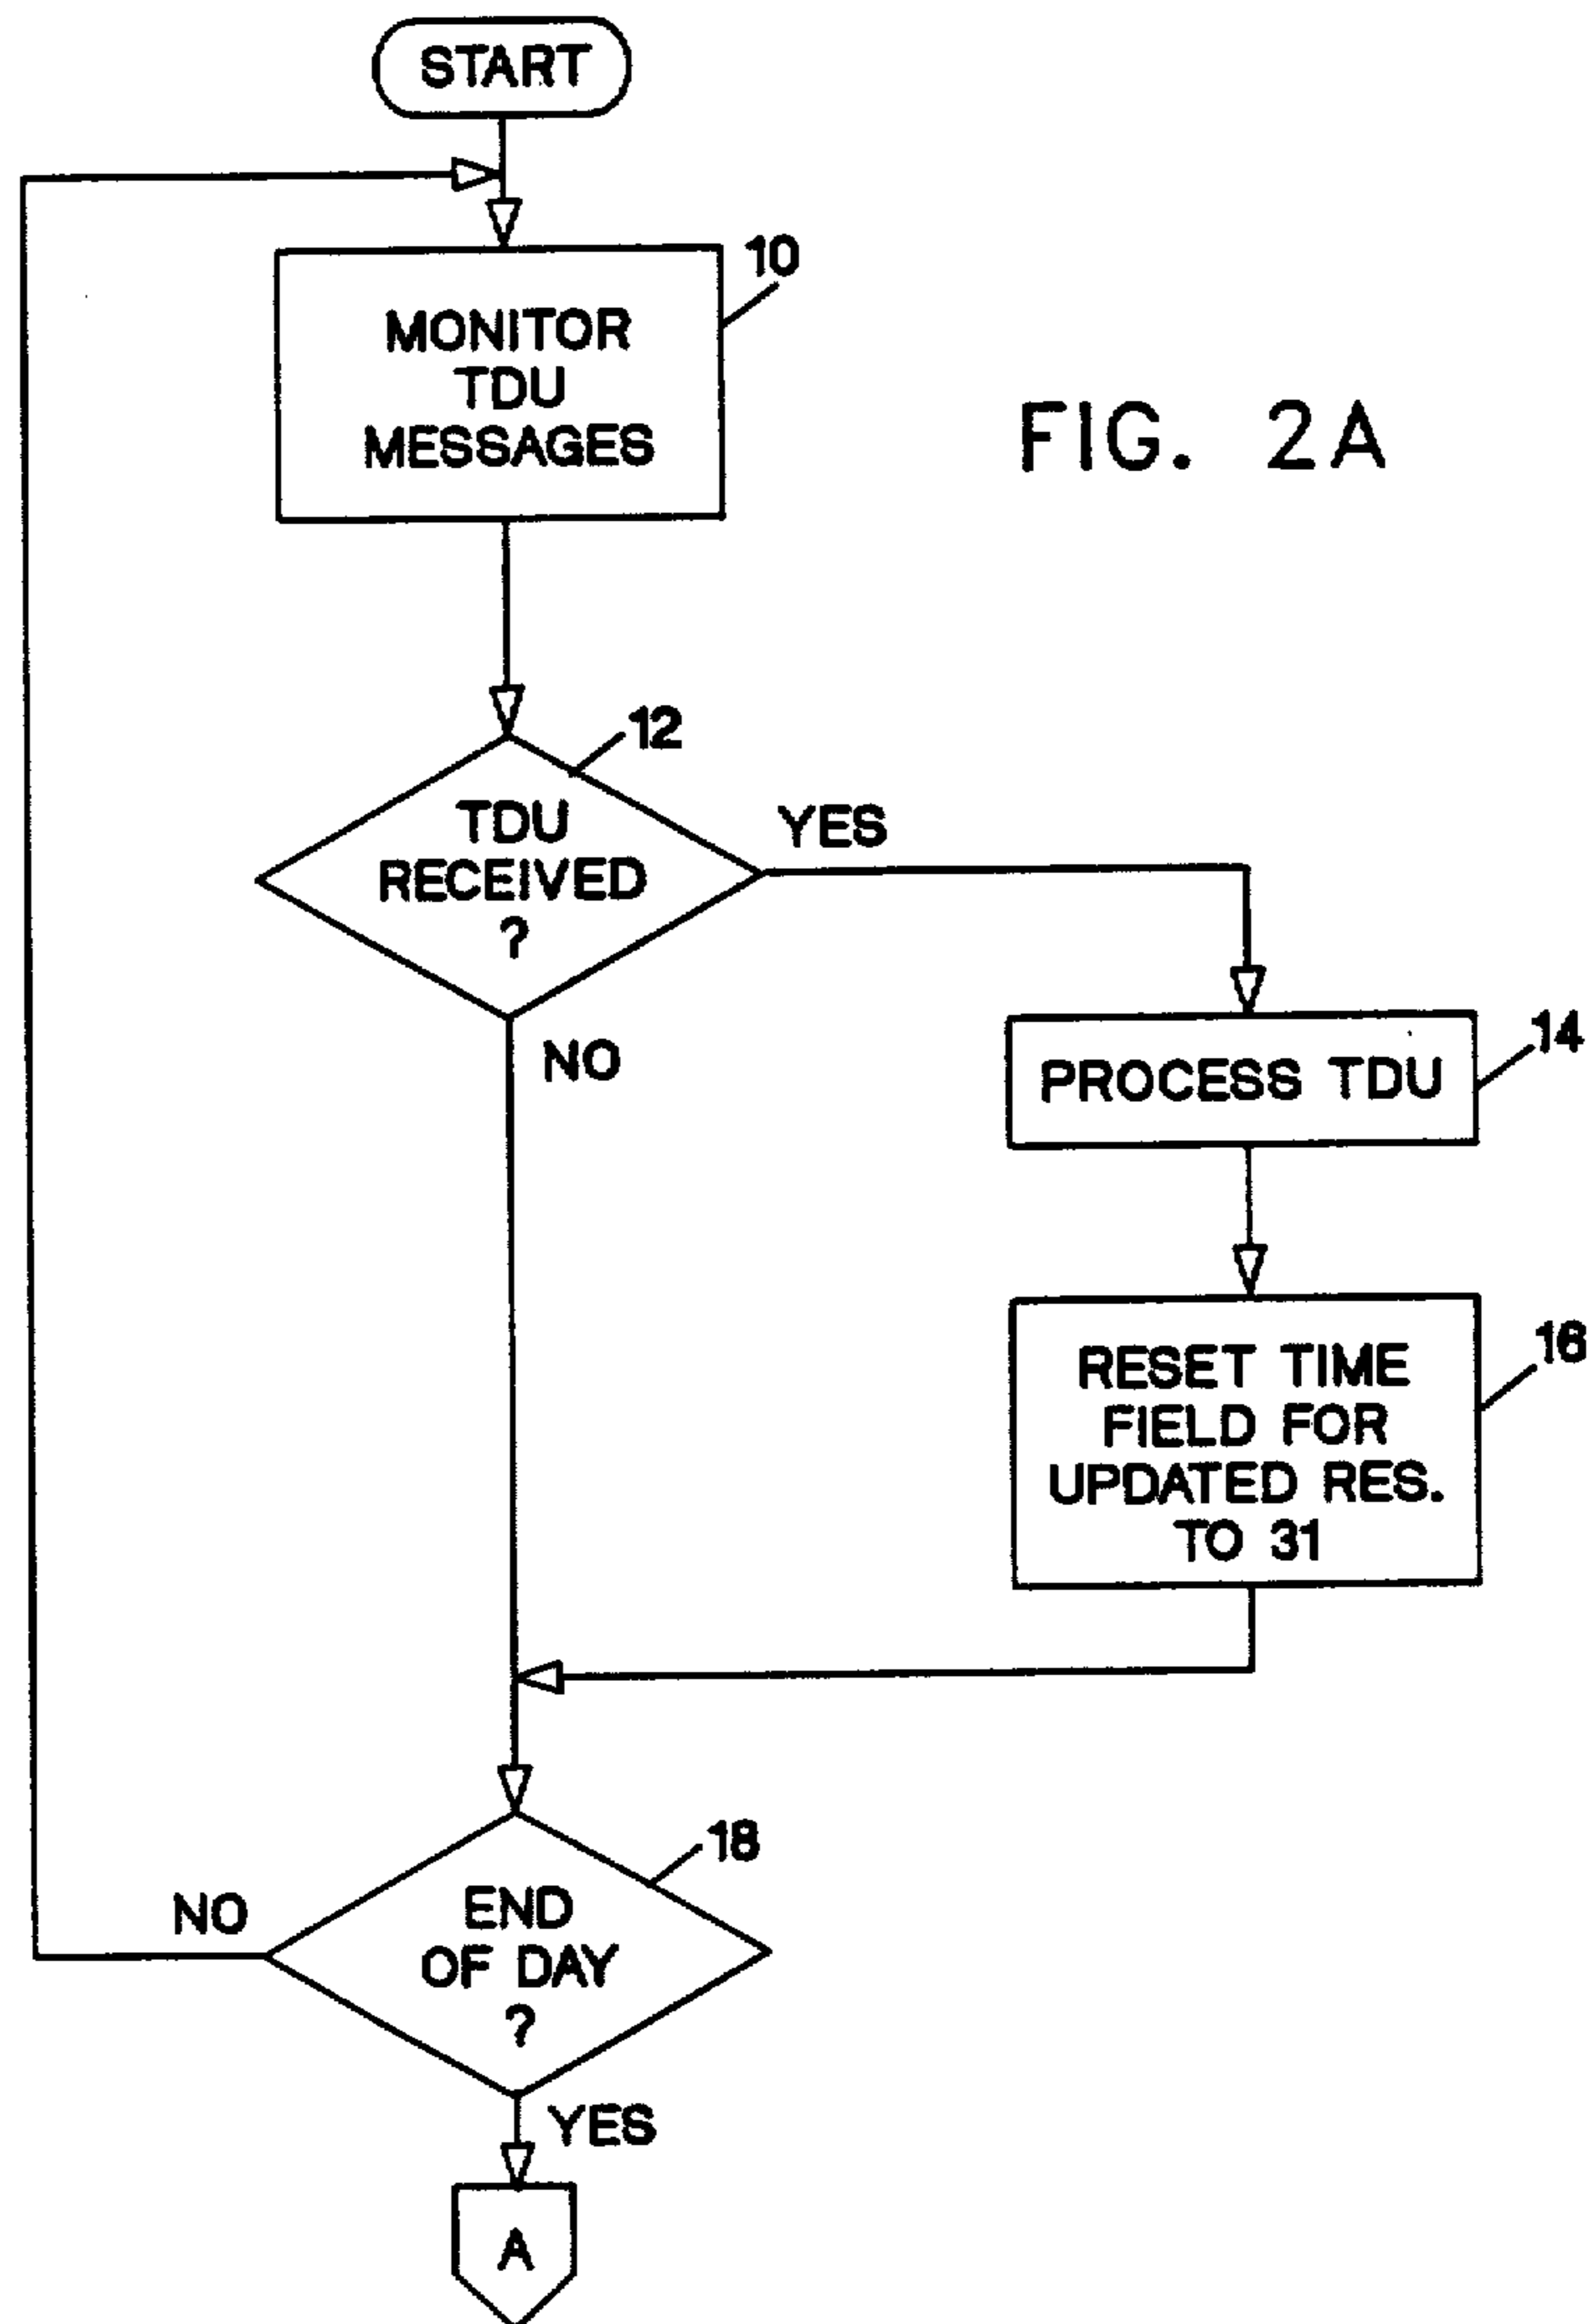 START
10
MONITOR
TDU
MESSAGES
FIG. 2A
12
TDU
RECEIVED
?
YES
NO
14
PROCESS TDU
16
RESET TIME
FIELD FOR
UPDATED RES.
TO 31
18
END
OF DAY
?
NO
YES
A